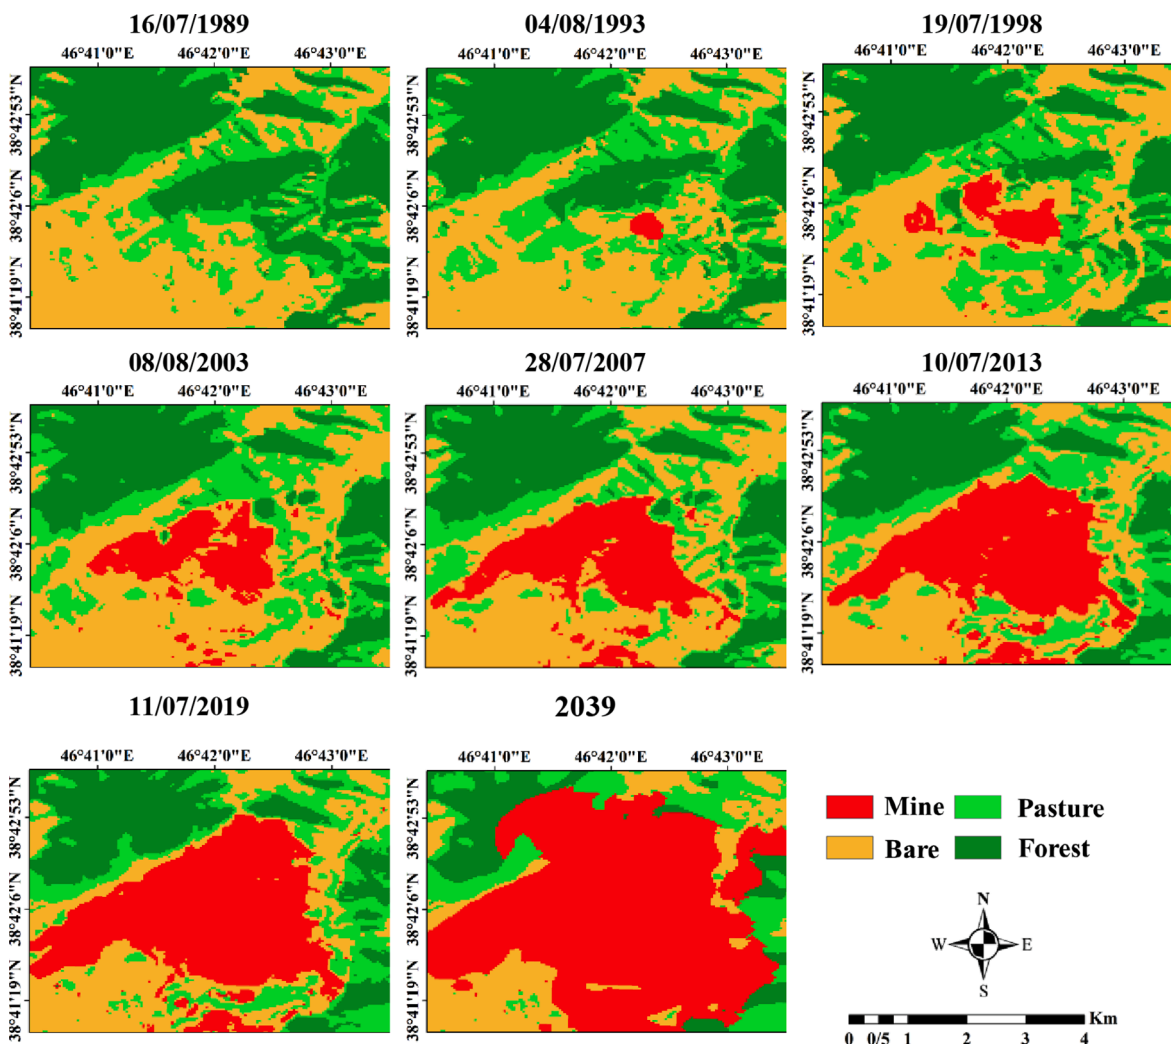 16/07/1989
04/08/1993
19/07/1998
46°41'0"E 46°42'0"E 46°43'0"E
46°41'0"E 46°42'0"E 46°43'0"E
46°41'0"E 46°42'0"E 46°43'0"E
38°42'53"N
38°42'6"N
38°41'19"N
38°42'53"N
38°42'6"N
38°41'19"N
38°42'53"N
38°42'6"N
38°41'19"N
08/08/2003
28/07/2007
10/07/2013
46°41'0"E 46°42'0"E 46°43'0"E
46°41'0"E 46°42'0"E 46°43'0"E
46°41'0"E 46°42'0"E 46°43'0"E
38°42'53"N
38°42'6"N
38°41'19"N
38°42'53"N
38°42'6"N
38°41'19"N
38°42'53"N
38°42'6"N
38°41'19"N
11/07/2019
2039
46°41'0"E 46°42'0"E 46°43'0"E
46°41'0"E 46°42'0"E 46°43'0"E
38°42'53"N
38°42'6"N
38°41'19"N
38°42'53"N
38°42'6"N
38°41'19"N
Mine Pasture
Bare Forest
N
W E
S
Km
0 0/5 1 2 3 4